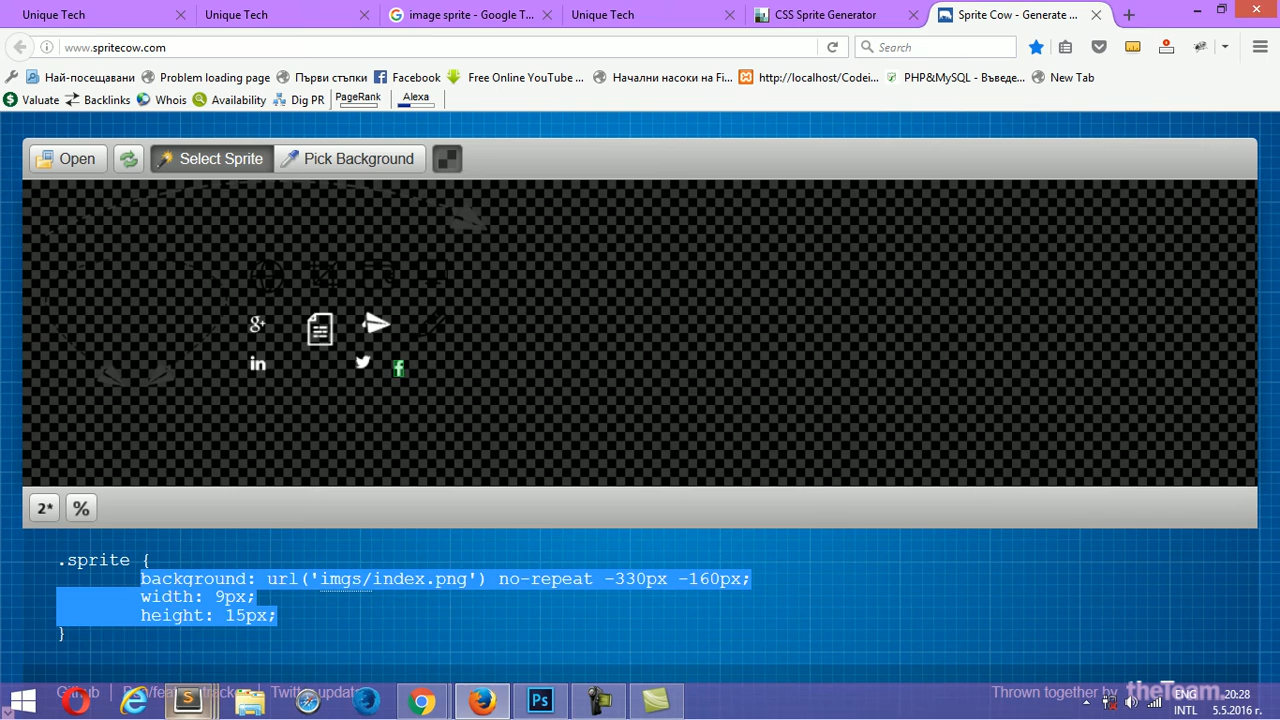 Unique Tech
Unique Tech
image sprite - Google T...
Unique Tech
CSS Sprite Generator
Sprite Cow - Generate ...
www.spritecow.com
Search
Най-посещавани
Problem loading page
Първи стъпки
Facebook
Free Online YouTube ...
Начални насоки на Fi...
http://localhost/Codei...
PHP&MySQL - Въведе...
New Tab
Valuate
Backlinks
Whois
Availability
Dig PR
PageRank
Alexa
Open
Select Sprite
Pick Background
g+
in
f
2*
%
.sprite {
background: url('imgs/index.png') no-repeat -330px -160px;
width: 9px;
height: 15px;
}
Thrown together by theTeam.
Ps
ENG
INTL
20:28
5.5.2016 г.